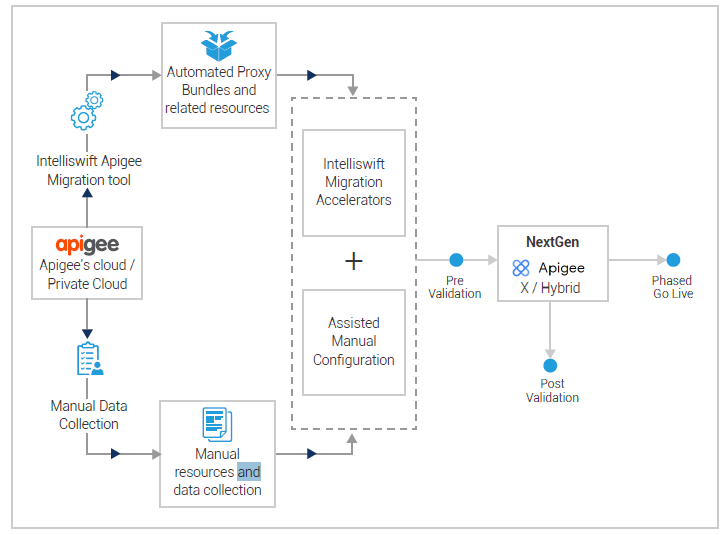 Automated Proxy
Bundles and
related resources
Intelliswift Apigee
Migration tool
apigee
Apigee's cloud /
Private Cloud
Manual Data
Collection
Manual
resources and
data collection
Intelliswift
Migration
Accelerators
+
Assisted
Manual
Configuration
Pre
Validation
NextGen
Apigee
X / Hybrid
Phased
Go Live
Post
Validation